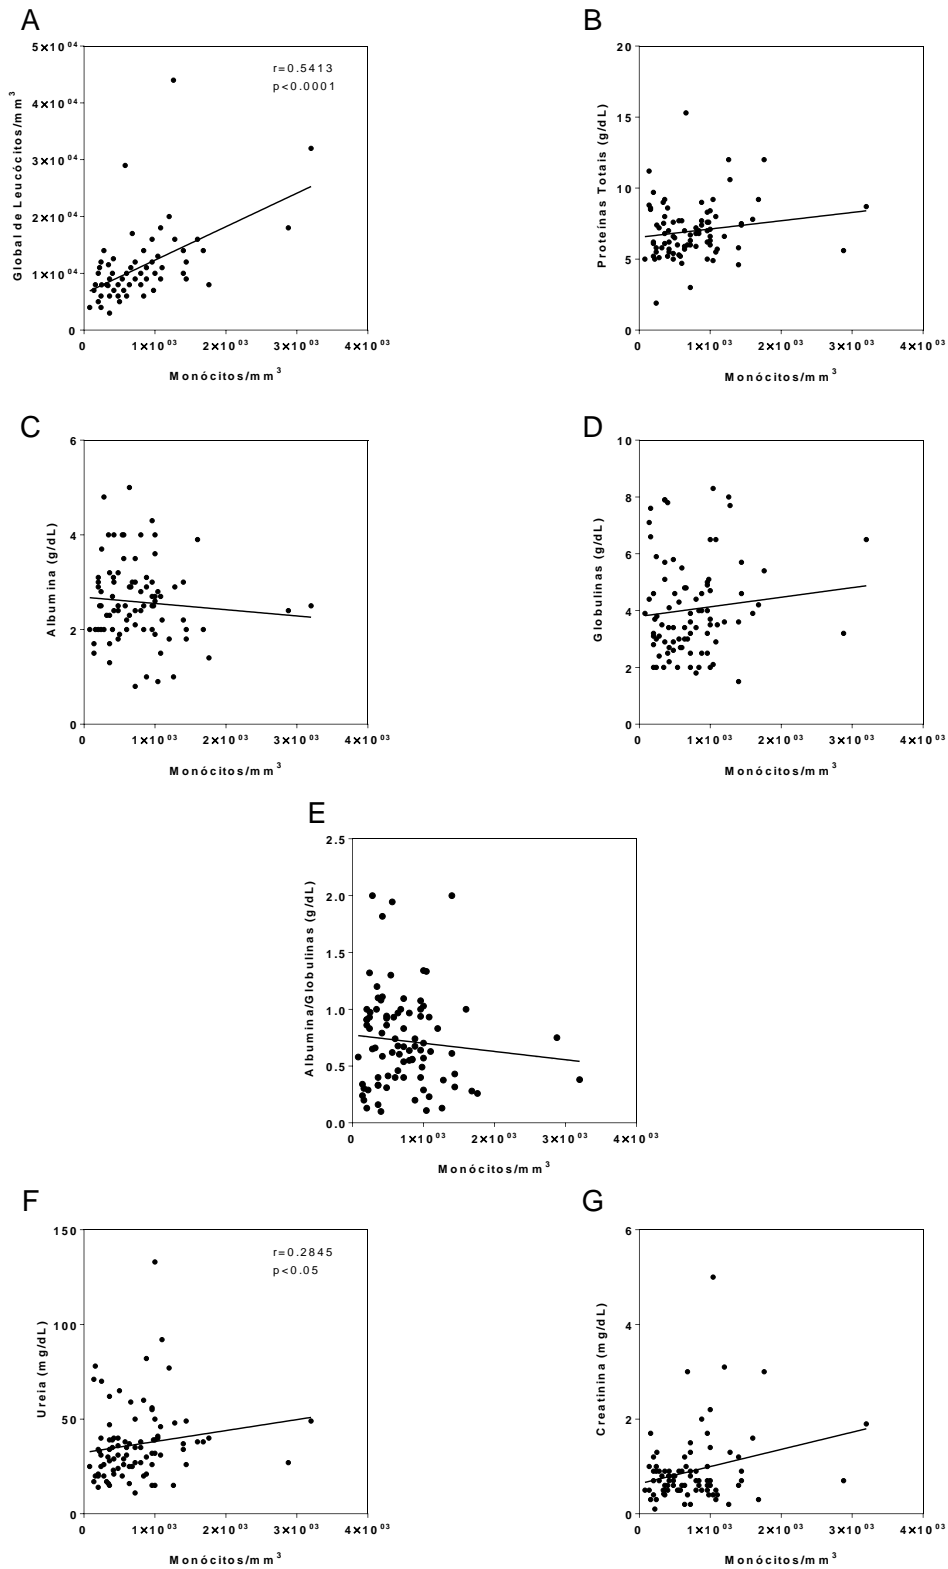 A
5×10⁰⁴
4×10⁰⁴
3×10⁰⁴
2×10⁰⁴
1×10⁰⁴
0
Global de Leucócitos/mm³
r=0.5413
p<0.0001
0 1×10⁰³ 2×10⁰³ 3×10⁰³ 4×10⁰³
Monócitos/mm³
B
20
15
10
5
0
Proteínas Totais (g/dL)
0 1×10⁰³ 2×10⁰³ 3×10⁰³ 4×10⁰³
Monócitos/mm³
C
6
4
2
0
Albumina (g/dL)
0 1×10⁰³ 2×10⁰³ 3×10⁰³ 4×10⁰³
Monócitos/mm³
D
10
8
6
4
2
0
Globulinas (g/dL)
0 1×10⁰³ 2×10⁰³ 3×10⁰³ 4×10⁰³
Monócitos/mm³
E
2.5
2.0
1.5
1.0
0.5
0.0
Albumina/Globulinas (g/dL)
0 1×10⁰³ 2×10⁰³ 3×10⁰³ 4×10⁰³
Monócitos/mm³
F
150
100
50
0
Ureia (mg/dL)
r=0.2845
p<0.05
0 1×10⁰³ 2×10⁰³ 3×10⁰³ 4×10⁰³
Monócitos/mm³
G
6
4
2
0
Creatinina (mg/dL)
0 1×10⁰³ 2×10⁰³ 3×10⁰³ 4×10⁰³
Monócitos/mm³